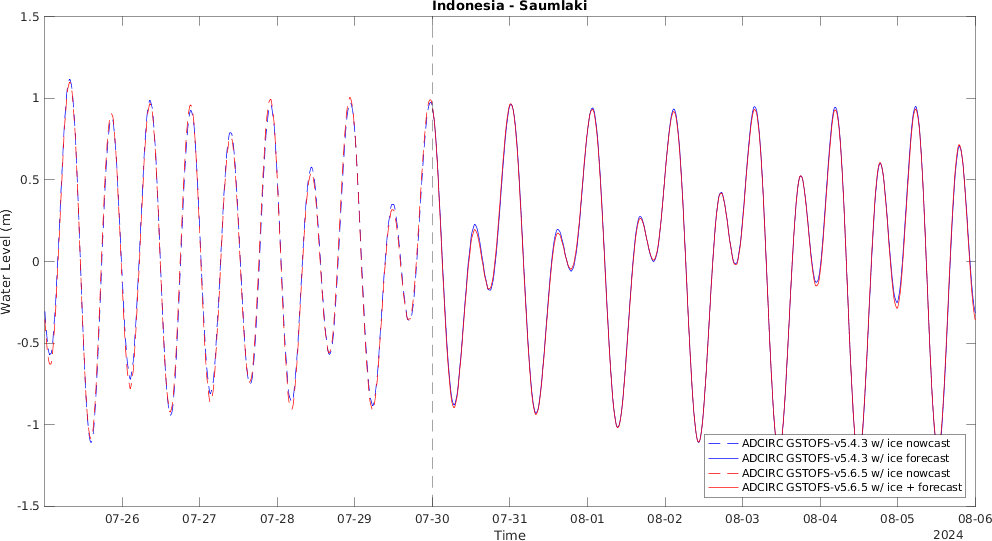 Indonesia - Saumlaki
1.5
1
0.5
0
-0.5
-1
-1.5
Water Level (m)
ADCIRC GSTOFS-v5.4.3 w/ ice nowcast
ADCIRC GSTOFS-v5.4.3 w/ ice forecast
ADCIRC GSTOFS-v5.6.5 w/ ice nowcast
ADCIRC GSTOFS-v5.6.5 w/ ice + forecast
07-26 07-27 07-28 07-29 07-30 07-31 08-01 08-02 08-03 08-04 08-05 08-06
Time
2024